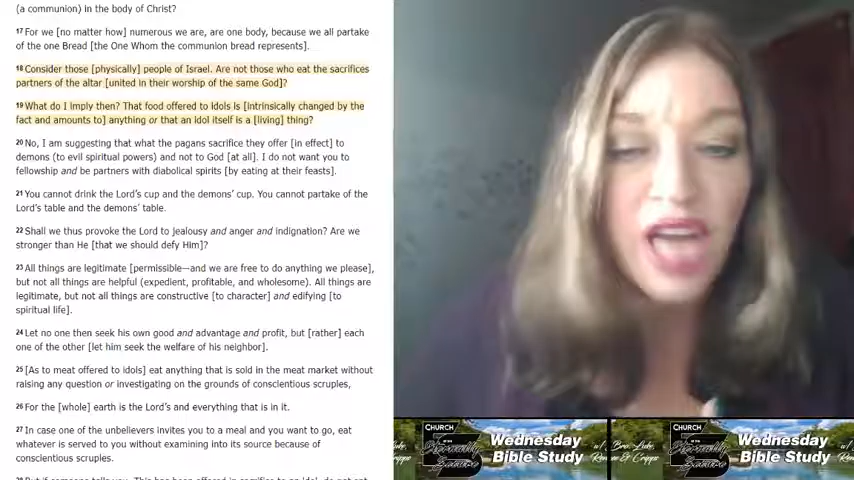 (a communion) in the body of Christ?
17 For we [no matter how] numerous we are, are one body, because we all partake
of the one Bread [the One Whom the communion bread represents].
18 Consider those [physically] people of Israel. Are not those who eat the sacrifices
partners of the altar [united in their worship of the same God]?
19 What do I imply then? That food offered to idols is [intrinsically changed by the
fact and amounts to] anything or that an idol itself is a [living] thing?
20 No, I am suggesting that what the pagans sacrifice they offer [in effect] to
demons (to evil spiritual powers) and not to God [at all]. I do not want you to
fellowship and be partners with diabolical spirits [by eating at their feasts].
21 You cannot drink the Lord's cup and the demons' cup. You cannot partake of the
Lord's table and the demons' table.
22 Shall we thus provoke the Lord to jealousy and anger and indignation? Are we
stronger than He [that we should defy Him]?
23 All things are legitimate [permissible—and we are free to do anything we please],
but not all things are helpful (expedient, profitable, and wholesome). All things are
legitimate, but not all things are constructive [to character] and edifying [to
spiritual life].
24 Let no one then seek his own good and advantage and profit, but [rather] each
one of the other [let him seek the welfare of his neighbor].
25 [As to meat offered to idols] eat anything that is sold in the meat market without
raising any question or investigating on the grounds of conscientious scruples,
26 For the [whole] earth is the Lord's and everything that is in it.
27 In case one of the unbelievers invites you to a meal and you want to go, eat
whatever is served to you without examining into its source because of
conscientious scruples.
CHURCH
Eternally
Secure
Wednesday
Bible Study
w/
Bro. Luke,
& Cripps
CHURCH
Eternally
Secure
Wednesday
Bible Study